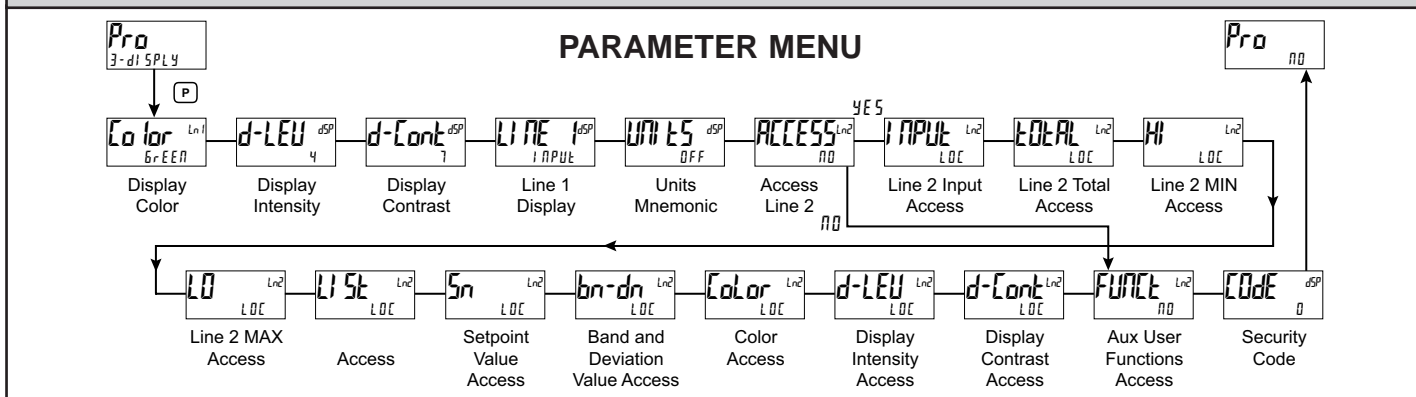 Pro
3-dISPLY
PARAMETER MENU
Pro
NO
P
YES
Color Ln1
GrEEN
d-LEV dSP
4
d-Cont dSP
7
LINE 1 dSP
INPUt
UNItS dSP
OFF
ACCESS Ln2
NO
INPUt Ln2
LOC
tOtAL Ln2
LOC
HI Ln2
LOC
Display
Color
Display
Intensity
Display
Contrast
Line 1
Display
Units
Mnemonic
Access
Line 2
Line 2 Input
Access
Line 2 Total
Access
Line 2 MIN
Access
NO
LO Ln2
LOC
LISt Ln2
LOC
Sn Ln2
LOC
bn-dn Ln2
LOC
CoLor Ln2
LOC
d-LEV Ln2
LOC
d-Cont Ln2
LOC
FUNCt Ln2
NO
COdE dSP
0
Line 2 MAX
Access
Access
Setpoint
Value
Access
Band and
Deviation
Value Access
Color
Access
Display
Intensity
Access
Display
Contrast
Access
Aux User
Functions
Access
Security
Code